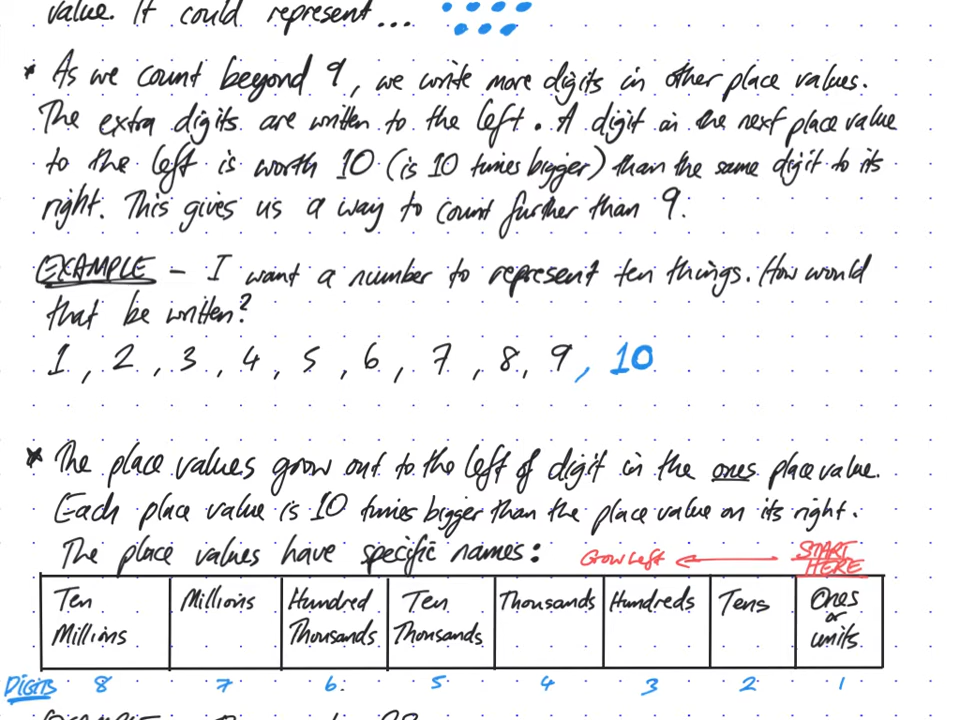 value. It could represent...
* As we count beyond 9, we write more digits in other place values.
The extra digits are written to the left. A digit in the next place value
to the left is worth 10 (is 10 times bigger) than the same digit to its
right. This gives us a way to count further than 9.
EXAMPLE - I want a number to represent ten things. How would
that be written?
1, 2, 3, 4, 5, 6, 7, 8, 9, 10
* The place values grow out to the left of digit in the ones place value.
Each place value is 10 times bigger than the place value on its right.
The place values have specific names: Grow Left START HERE
Ten Millions Millions Hundred Thousands Ten Thousands Thousands Hundreds Tens Ones or units
DIGITS 8 7 6 5 4 3 2 1